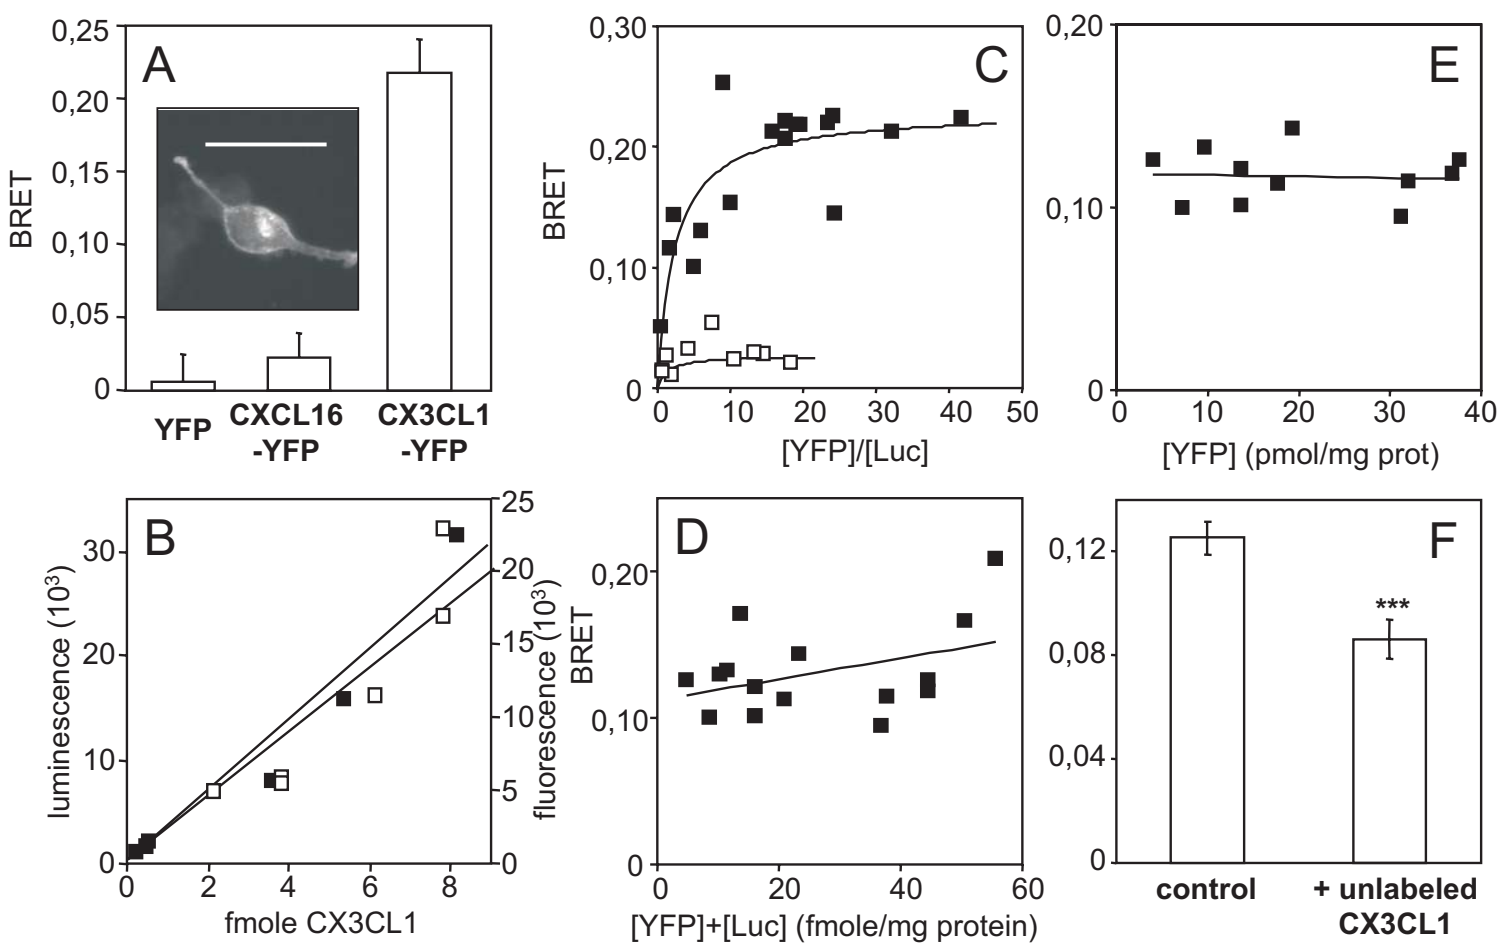 A
0,25
0,20
0,15
0,10
0,05
0
BRET
YFP
CXCL16
-YFP
CX3CL1
-YFP
C
0,30
0,20
0,10
0
BRET
0 10 20 30 40 50
[YFP]/[Luc]
E
0,20
0,10
0
0 10 20 30 40
[YFP] (pmol/mg prot)
B
30
20
10
0
luminescence (10³)
25
20
15
10
5
0
fluorescence (10³)
0 2 4 6 8
fmole CX3CL1
D
0,20
0,10
0
BRET
0 20 40 60
[YFP]+[Luc] (fmole/mg protein)
F
0,12
0,08
0,04
0
***
control
+ unlabeled
CX3CL1